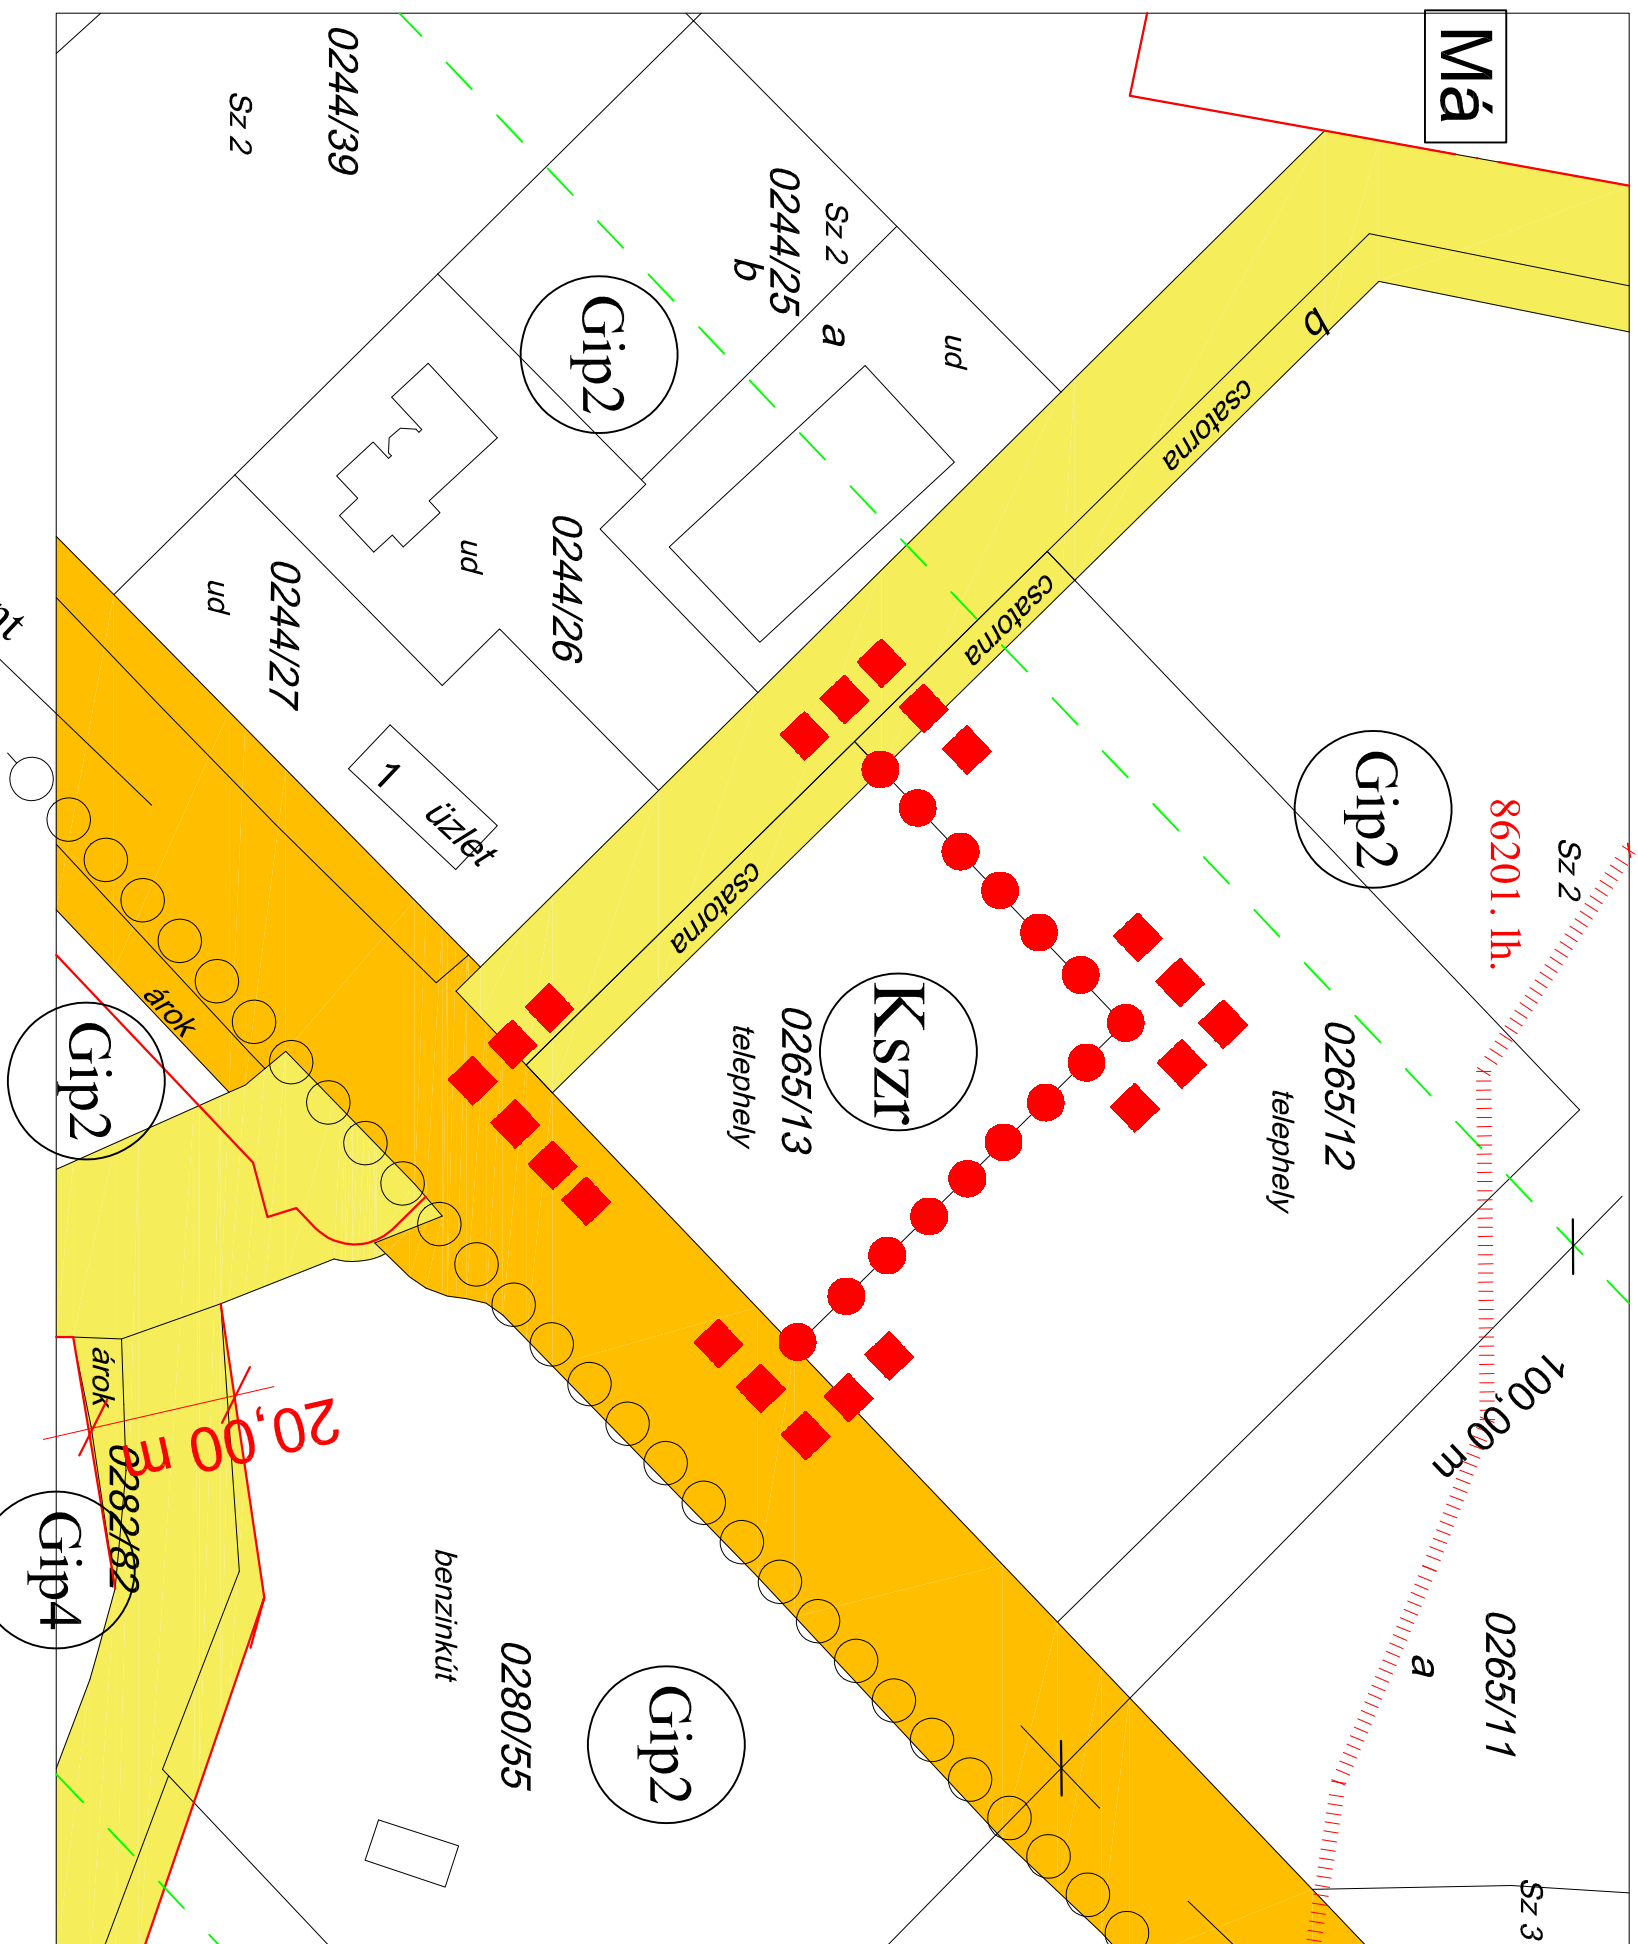 Má
0244/39
Sz 2
Sz 2
0244/25
b
a
ud
Gip2
b
csatorna
csatorna
csatorna
0244/26
ud
0244/27
ud
1
üzlet
Gip2
Sz 2
86201. lh.
Kszr
0265/13
telephely
0265/12
telephely
árok
Gip2
árok
20,00 m
0282/82
Gip4
100,00 m
0265/11
a
benzinkút
0280/55
Gip2
Sz 3